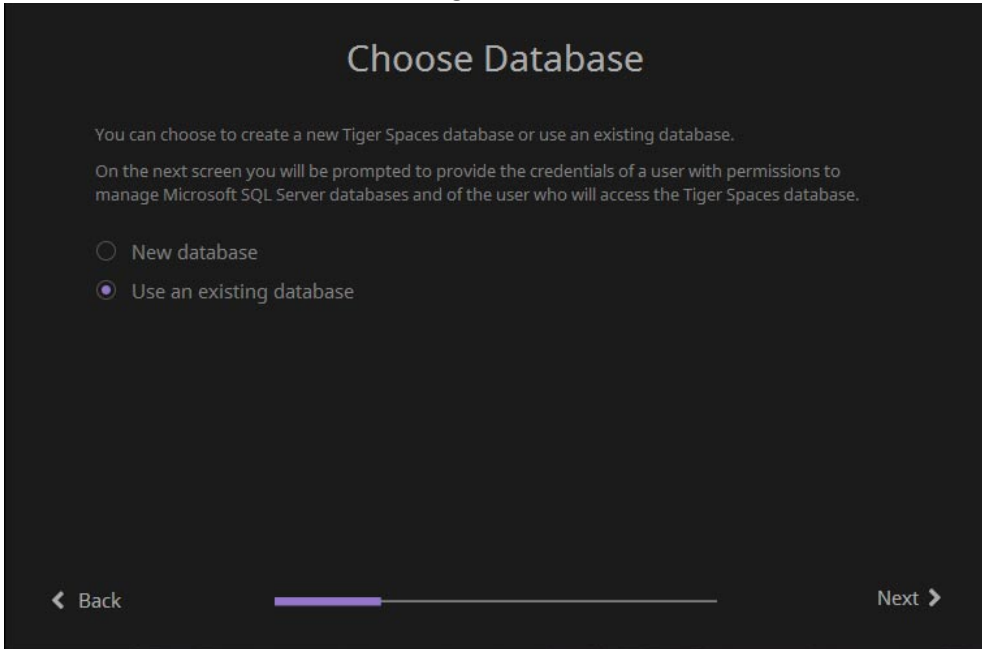 Choose Database
You can choose to create a new Tiger Spaces database or use an existing database.
On the next screen you will be prompted to provide the credentials of a user with permissions to
manage Microsoft SQL Server databases and of the user who will access the Tiger Spaces database.
New database
Use an existing database
Back
Next